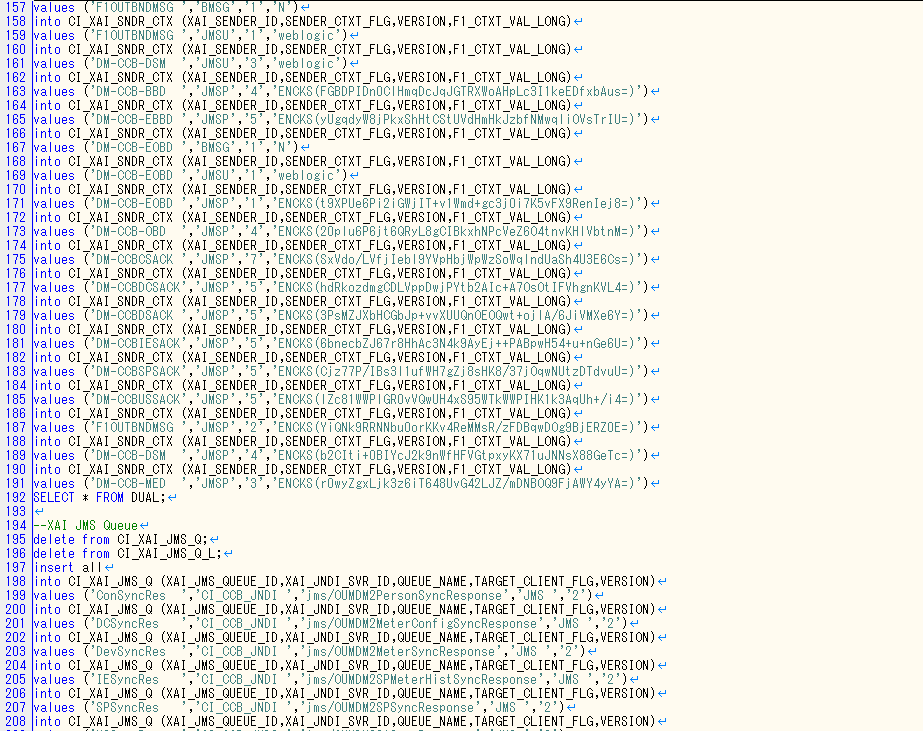 157 values ('F1OUTBNDMSG ','BMSG','1','N')↵
158 into CI_XAI_SNDR_CTX (XAI_SENDER_ID,SENDER_CTXT_FLG,VERSION,F1_CTXT_VAL_LONG)↵
159 values ('F1OUTBNDMSG ','JMSU','1','weblogic')↵
160 into CI_XAI_SNDR_CTX (XAI_SENDER_ID,SENDER_CTXT_FLG,VERSION,F1_CTXT_VAL_LONG)↵
161 values ('DM-CCB-DSM  ','JMSU','3','weblogic')↵
162 into CI_XAI_SNDR_CTX (XAI_SENDER_ID,SENDER_CTXT_FLG,VERSION,F1_CTXT_VAL_LONG)↵
163 values ('DM-CCB-BBD  ','JMSP','4','ENCKS(FGBDPIDnOClHmqDcJqJGTRXWoAHpLc3I1keEDfxbAus=)')↵
164 into CI_XAI_SNDR_CTX (XAI_SENDER_ID,SENDER_CTXT_FLG,VERSION,F1_CTXT_VAL_LONG)↵
165 values ('DM-CCB-EBBD ','JMSP','5','ENCKS(yUgqdyW8jPkxShHtCStUVdHmHkJzbfNMwqliOVsTrIU=)')↵
166 into CI_XAI_SNDR_CTX (XAI_SENDER_ID,SENDER_CTXT_FLG,VERSION,F1_CTXT_VAL_LONG)↵
167 values ('DM-CCB-EOBD ','BMSG','1','N')↵
168 into CI_XAI_SNDR_CTX (XAI_SENDER_ID,SENDER_CTXT_FLG,VERSION,F1_CTXT_VAL_LONG)↵
169 values ('DM-CCB-EOBD ','JMSU','1','weblogic')↵
170 into CI_XAI_SNDR_CTX (XAI_SENDER_ID,SENDER_CTXT_FLG,VERSION,F1_CTXT_VAL_LONG)↵
171 values ('DM-CCB-EOBD ','JMSP','1','ENCKS(t9XPUe6Pi2iGWjIT+v1Wmd+gc3jOi7K5vFX9RenIej8=)')↵
172 into CI_XAI_SNDR_CTX (XAI_SENDER_ID,SENDER_CTXT_FLG,VERSION,F1_CTXT_VAL_LONG)↵
173 values ('DM-CCB-OBD  ','JMSP','4','ENCKS(2OpIu6P6jt6QRyL8gCIBkxhNPcVeZ6O4tnvKHlVbtnM=)')↵
174 into CI_XAI_SNDR_CTX (XAI_SENDER_ID,SENDER_CTXT_FLG,VERSION,F1_CTXT_VAL_LONG)↵
175 values ('DM-CCBCSACK ','JMSP','7','ENCKS(SxVdo/LVfjIebI9YVpHbjWpWzSoWqIndUaSh4U3E6Cs=)')↵
176 into CI_XAI_SNDR_CTX (XAI_SENDER_ID,SENDER_CTXT_FLG,VERSION,F1_CTXT_VAL_LONG)↵
177 values ('DM-CCBDCSACK','JMSP','5','ENCKS(hdRkozdmgCDLVppDwjPYtb2AIc+A7OsOtIFVhgnKVL4=)')↵
178 into CI_XAI_SNDR_CTX (XAI_SENDER_ID,SENDER_CTXT_FLG,VERSION,F1_CTXT_VAL_LONG)↵
179 values ('DM-CCBDSACK ','JMSP','5','ENCKS(3PsMZJXbHCGbJp+vvXUUQnOEOQwt+ojlA/6JiVMXe6Y=)')↵
180 into CI_XAI_SNDR_CTX (XAI_SENDER_ID,SENDER_CTXT_FLG,VERSION,F1_CTXT_VAL_LONG)↵
181 values ('DM-CCBIESACK','JMSP','5','ENCKS(6bnecbZJ67r8HhAc3N4k9AyEj++PABpwH54+u+nGe6U=)')↵
182 into CI_XAI_SNDR_CTX (XAI_SENDER_ID,SENDER_CTXT_FLG,VERSION,F1_CTXT_VAL_LONG)↵
183 values ('DM-CCBSPSACK','JMSP','5','ENCKS(Cjz77P/IBs3l1ufWH7gZj8sHK8/37jOqwNUtzDTdvuU=)')↵
184 into CI_XAI_SNDR_CTX (XAI_SENDER_ID,SENDER_CTXT_FLG,VERSION,F1_CTXT_VAL_LONG)↵
185 values ('DM-CCBUSSACK','JMSP','5','ENCKS(lZc81WWPlGROvVQwUH4xS95WTkWWPIHK1k3AqUh+/i4=)')↵
186 into CI_XAI_SNDR_CTX (XAI_SENDER_ID,SENDER_CTXT_FLG,VERSION,F1_CTXT_VAL_LONG)↵
187 values ('F1OUTBNDMSG ','JMSP','2','ENCKS(YiQNk9RRNNbuOorKKv4ReMMsR/zFDBqwDOg9BjERZ0E=)')↵
188 into CI_XAI_SNDR_CTX (XAI_SENDER_ID,SENDER_CTXT_FLG,VERSION,F1_CTXT_VAL_LONG)↵
189 values ('DM-CCB-DSM  ','JMSP','4','ENCKS(b2CIti+OBIYcJ2k9nWfHFVGtpxyKX7luJNNsX88GeTc=)')↵
190 into CI_XAI_SNDR_CTX (XAI_SENDER_ID,SENDER_CTXT_FLG,VERSION,F1_CTXT_VAL_LONG)↵
191 values ('DM-CCB-MED  ','JMSP','3','ENCKS(rOwyZgxLjk3z6iT648UvG42LJZ/mDNBOQ9FjAWY4yYA=)')↵
192 SELECT * FROM DUAL;↵
193 ↵
194 --XAI JMS Queue↵
195 delete from CI_XAI_JMS_Q;↵
196 delete from CI_XAI_JMS_Q_L;↵
197 insert all↵
198 into CI_XAI_JMS_Q (XAI_JMS_QUEUE_ID,XAI_JNDI_SVR_ID,QUEUE_NAME,TARGET_CLIENT_FLG,VERSION)↵
199 values ('ConSyncRes  ','CI_CCB_JNDI ','jms/OUMDM2PersonSyncResponse','JMS ','2')↵
200 into CI_XAI_JMS_Q (XAI_JMS_QUEUE_ID,XAI_JNDI_SVR_ID,QUEUE_NAME,TARGET_CLIENT_FLG,VERSION)↵
201 values ('DCSyncRes   ','CI_CCB_JNDI ','jms/OUMDM2MeterConfigSyncResponse','JMS ','2')↵
202 into CI_XAI_JMS_Q (XAI_JMS_QUEUE_ID,XAI_JNDI_SVR_ID,QUEUE_NAME,TARGET_CLIENT_FLG,VERSION)↵
203 values ('DevSyncRes  ','CI_CCB_JNDI ','jms/OUMDM2MeterSyncResponse','JMS ','2')↵
204 into CI_XAI_JMS_Q (XAI_JMS_QUEUE_ID,XAI_JNDI_SVR_ID,QUEUE_NAME,TARGET_CLIENT_FLG,VERSION)↵
205 values ('IESyncRes   ','CI_CCB_JNDI ','jms/OUMDM2SPMeterHistSyncResponse','JMS ','2')↵
206 into CI_XAI_JMS_Q (XAI_JMS_QUEUE_ID,XAI_JNDI_SVR_ID,QUEUE_NAME,TARGET_CLIENT_FLG,VERSION)↵
207 values ('SPSyncRes   ','CI_CCB_JNDI ','jms/OUMDM2SPSyncResponse','JMS ','2')↵
208 into CI_XAI_JMS_Q (XAI_JMS_QUEUE_ID,XAI_JNDI_SVR_ID,QUEUE_NAME,TARGET_CLIENT_FLG,VERSION)↵